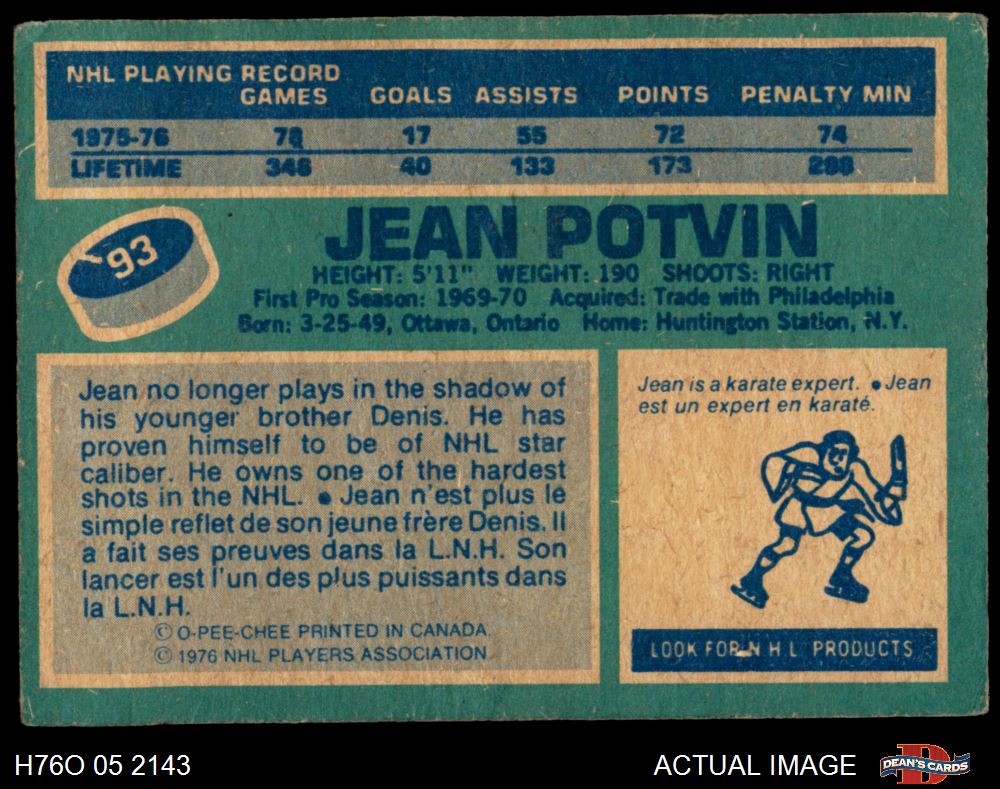 NHL PLAYING RECORD
GAMES GOALS ASSISTS POINTS PENALTY MIN
1975-76 78 17 55 72 74
LIFETIME 346 40 133 173 288
93
JEAN POTVIN
HEIGHT: 5'11" WEIGHT: 190 SHOOTS: RIGHT
First Pro Season: 1969-70 Acquired: Trade with Philadelphia
Born: 3-25-49, Ottawa, Ontario Home: Huntington Station, N.Y.
Jean no longer plays in the shadow of
his younger brother Denis. He has
proven himself to be of NHL star
caliber. He owns one of the hardest
shots in the NHL. ● Jean n'est plus le
simple reflet de son jeune frère Denis. Il
a fait ses preuves dans la L.N.H. Son
lancer est l'un des plus puissants dans
la L.N.H.
© O-PEE-CHEE PRINTED IN CANADA.
© 1976 NHL PLAYERS ASSOCIATION
Jean is a karate expert. ● Jean
est un expert en karaté.
LOOK FOR N H L PRODUCTS
H76O 05 2143
ACTUAL IMAGE
D
DEAN'S CARDS